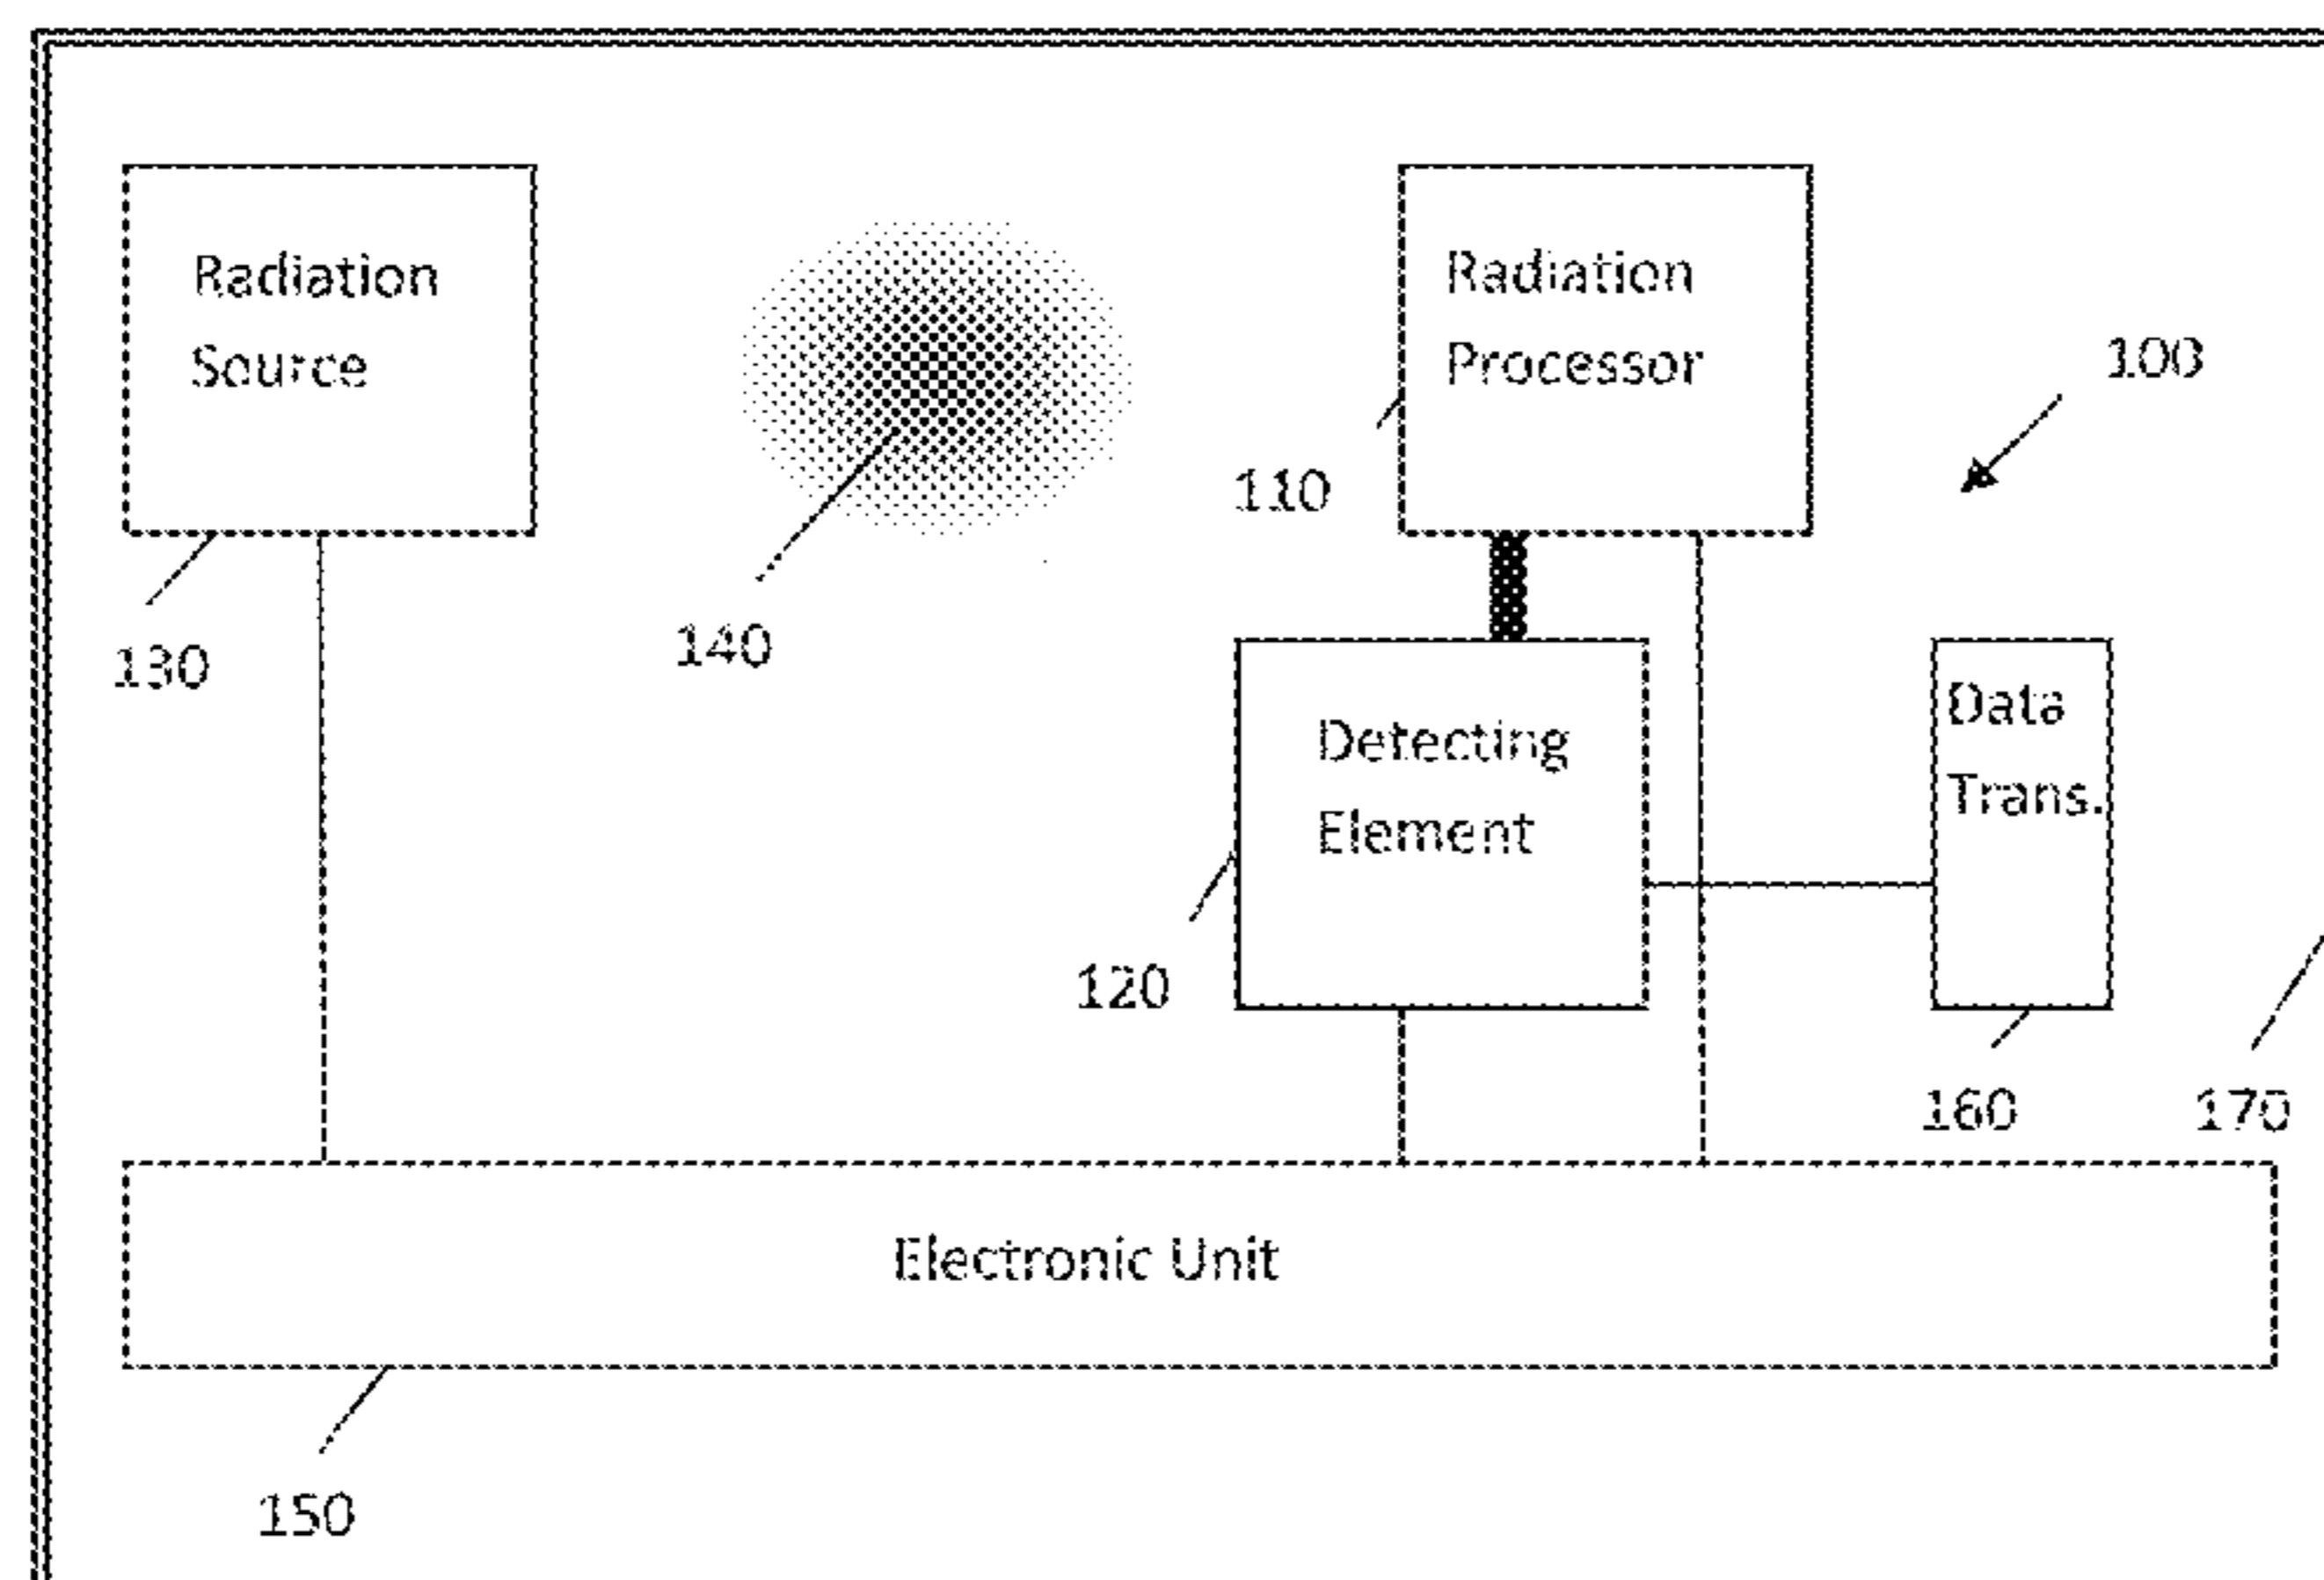 Radiation
Source
Radiation
Processor
100
110
130
140
Detecting
Element
Data
Trans.
120
160
170
Electronic Unit
150